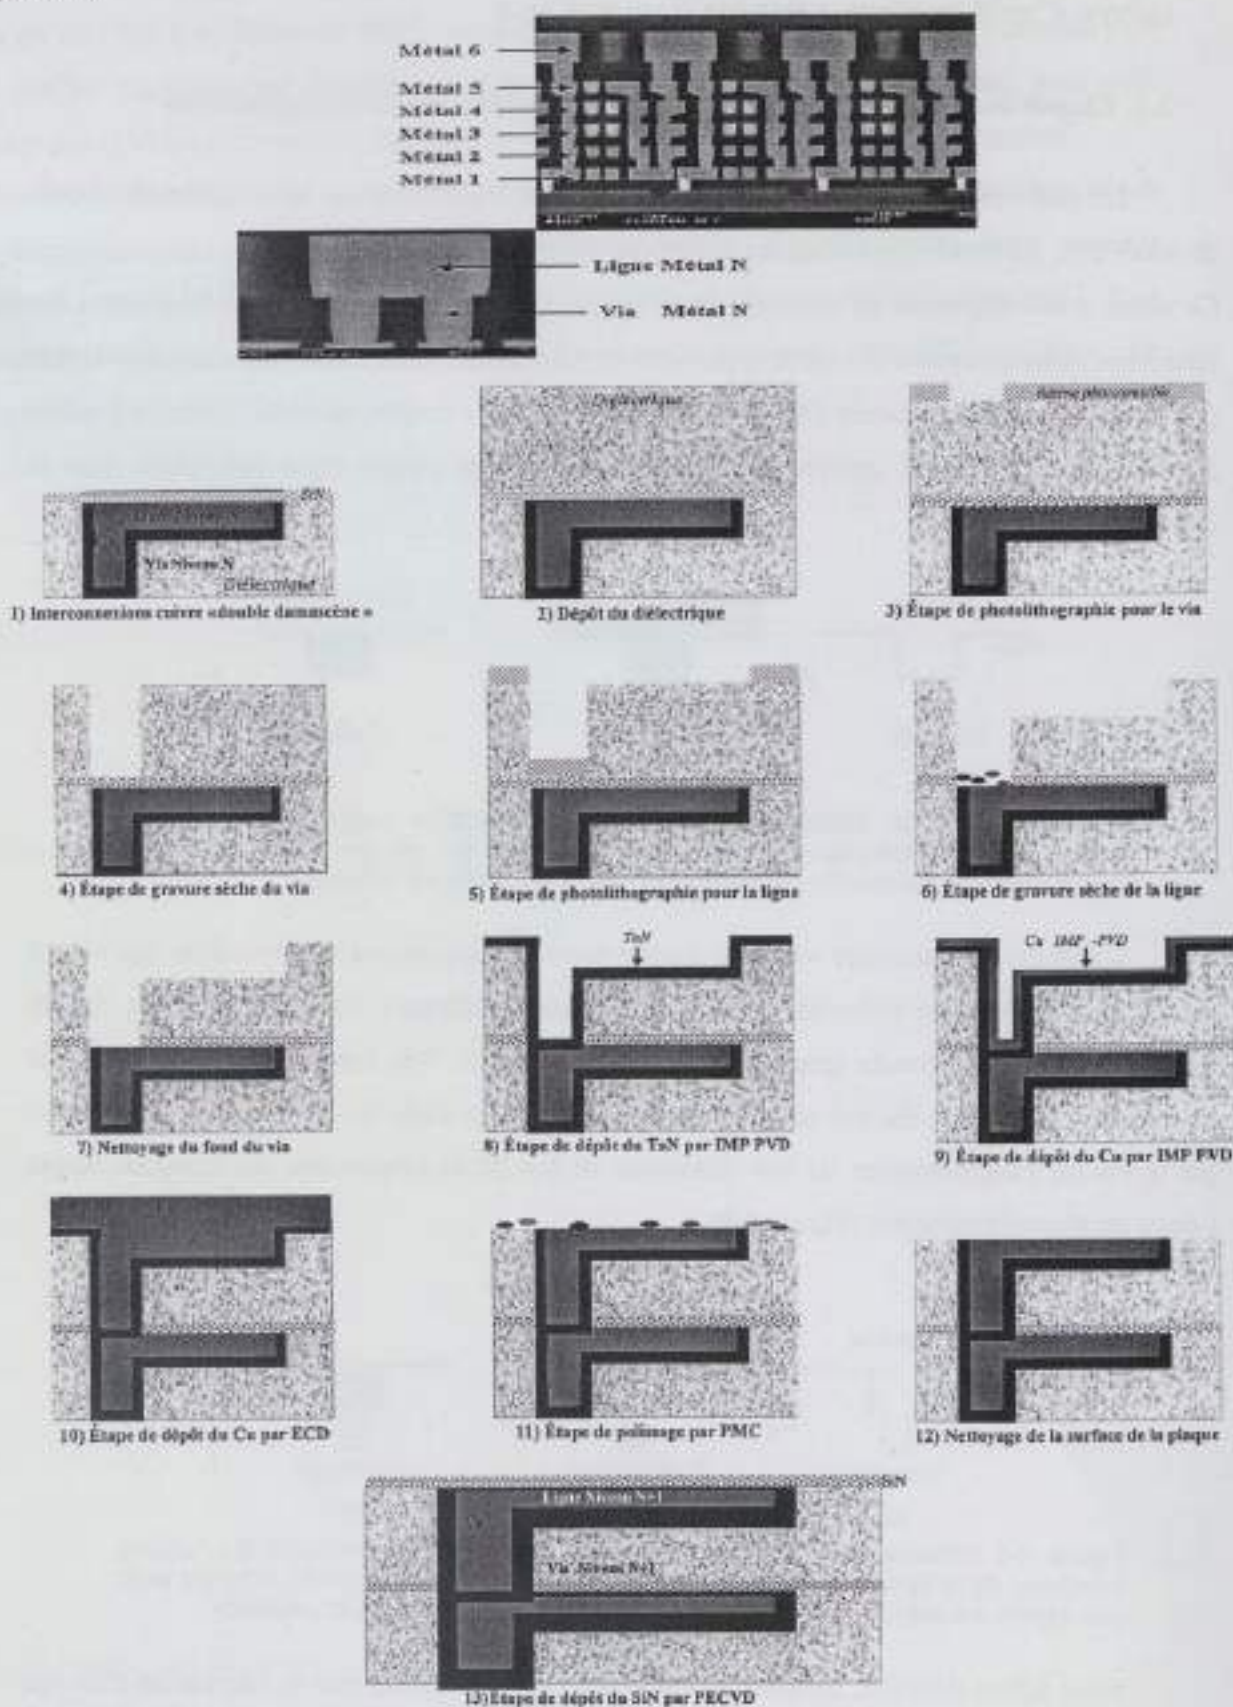 Métal 6
Métal 5
Métal 4
Métal 3
Métal 2
Métal 1
Ligne Métal N
Via Métal N
Diélectrique
Résine photosensible
SiN
Via Niveau N
Diélectrique
1) Interconnexions cuivre «double damascène »
2) Dépôt du diélectrique
3) Étape de photolithographie pour le via
4) Étape de gravure sèche du via
5) Étape de photolithographie pour la ligne
6) Étape de gravure sèche de la ligne
TaN
Cu IMP -PVD
7) Nettoyage du fond du via
8) Étape de dépôt du TaN par IMP PVD
9) Étape de dépôt du Cu par IMP PVD
10) Étape de dépôt du Cu par ECD
11) Étape de polissage par PMC
12) Nettoyage de la surface de la plaque
SiN
Ligne Niveau N+1
Via Niveau N+1
13) Étape de dépôt du SiN par PECVD